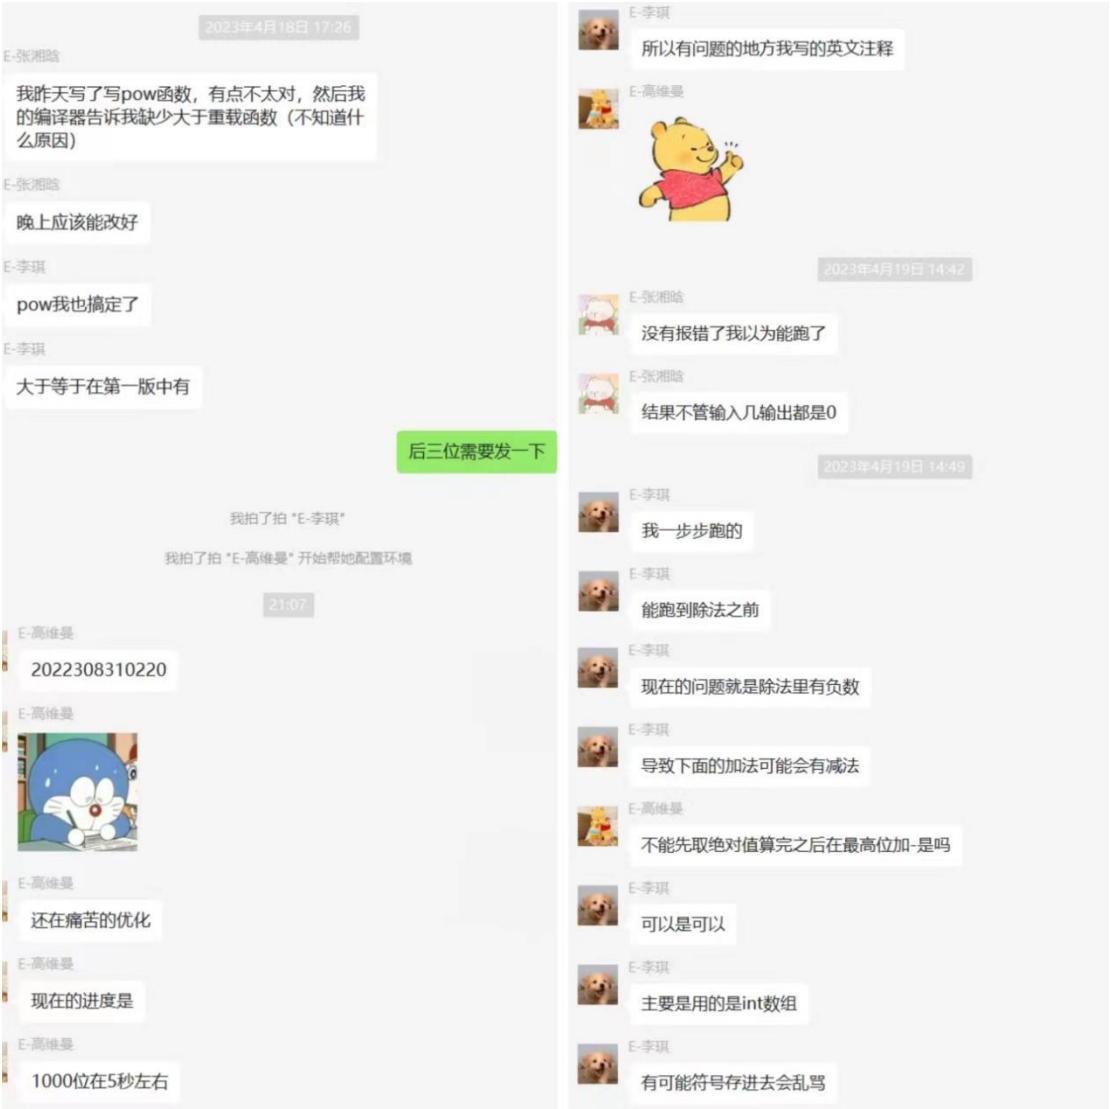 2023年4月18日 17:26
E-张湘晗
我昨天写了写pow函数，有点不太对，然后我
的编译器告诉我缺少大于重载函数（不知道什
么原因）
E-张湘晗
晚上应该能改好
E-李琪
pow我也搞定了
E-李琪
大于等于在第一版中有
后三位需要发一下
我拍了拍 "E-李琪"
我拍了拍 "E-高维曼" 开始帮她配置环境
21:07
E-高维曼
2022308310220
E-高维曼
E-高维曼
还在痛苦的优化
E-高维曼
现在的进度是
E-高维曼
1000位在5秒左右
E-李琪
所以有问题的地方我写的英文注释
E-高维曼
2023年4月19日 14:42
E-张湘晗
没有报错了我以为能跑了
E-张湘晗
结果不管输入几输出都是0
2023年4月19日 14:49
E-李琪
我一步步跑的
E-李琪
能跑到除法之前
E-李琪
现在的问题就是除法里有负数
E-李琪
导致下面的加法可能会有减法
E-高维曼
不能先取绝对值算完之后在最高位加-是吗
E-李琪
可以是可以
E-李琪
主要是用的是int数组
E-李琪
有可能符号存进去会乱骂